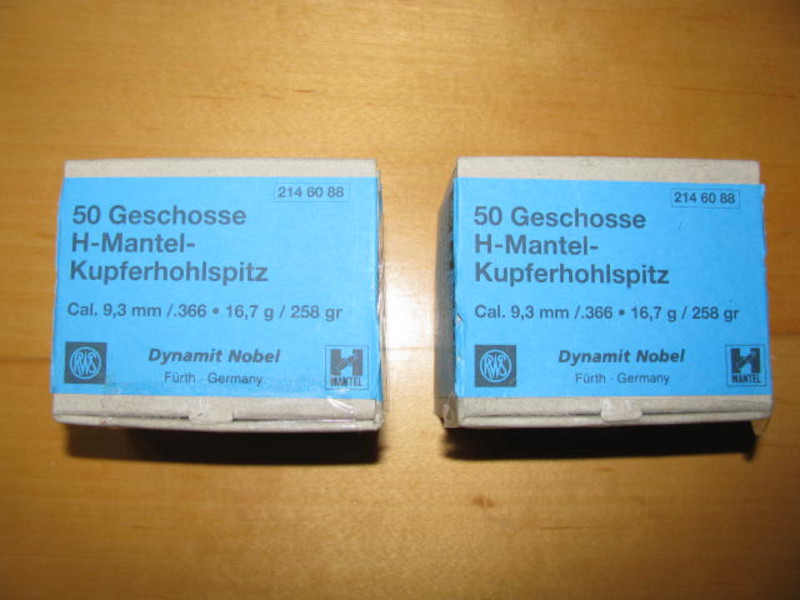 214 60 88
50 Geschosse
H-Mantel-
Kupferhohlspitz
Cal. 9,3 mm /.366 • 16,7 g / 258 gr
RWS
Dynamit Nobel
Fürth - Germany
H
MANTEL
214 60 88
50 Geschosse
H-Mantel-
Kupferhohlspitz
Cal. 9,3 mm /.366 • 16,7 g / 258 gr
RWS
Dynamit Nobel
Fürth - Germany
H
MANTEL